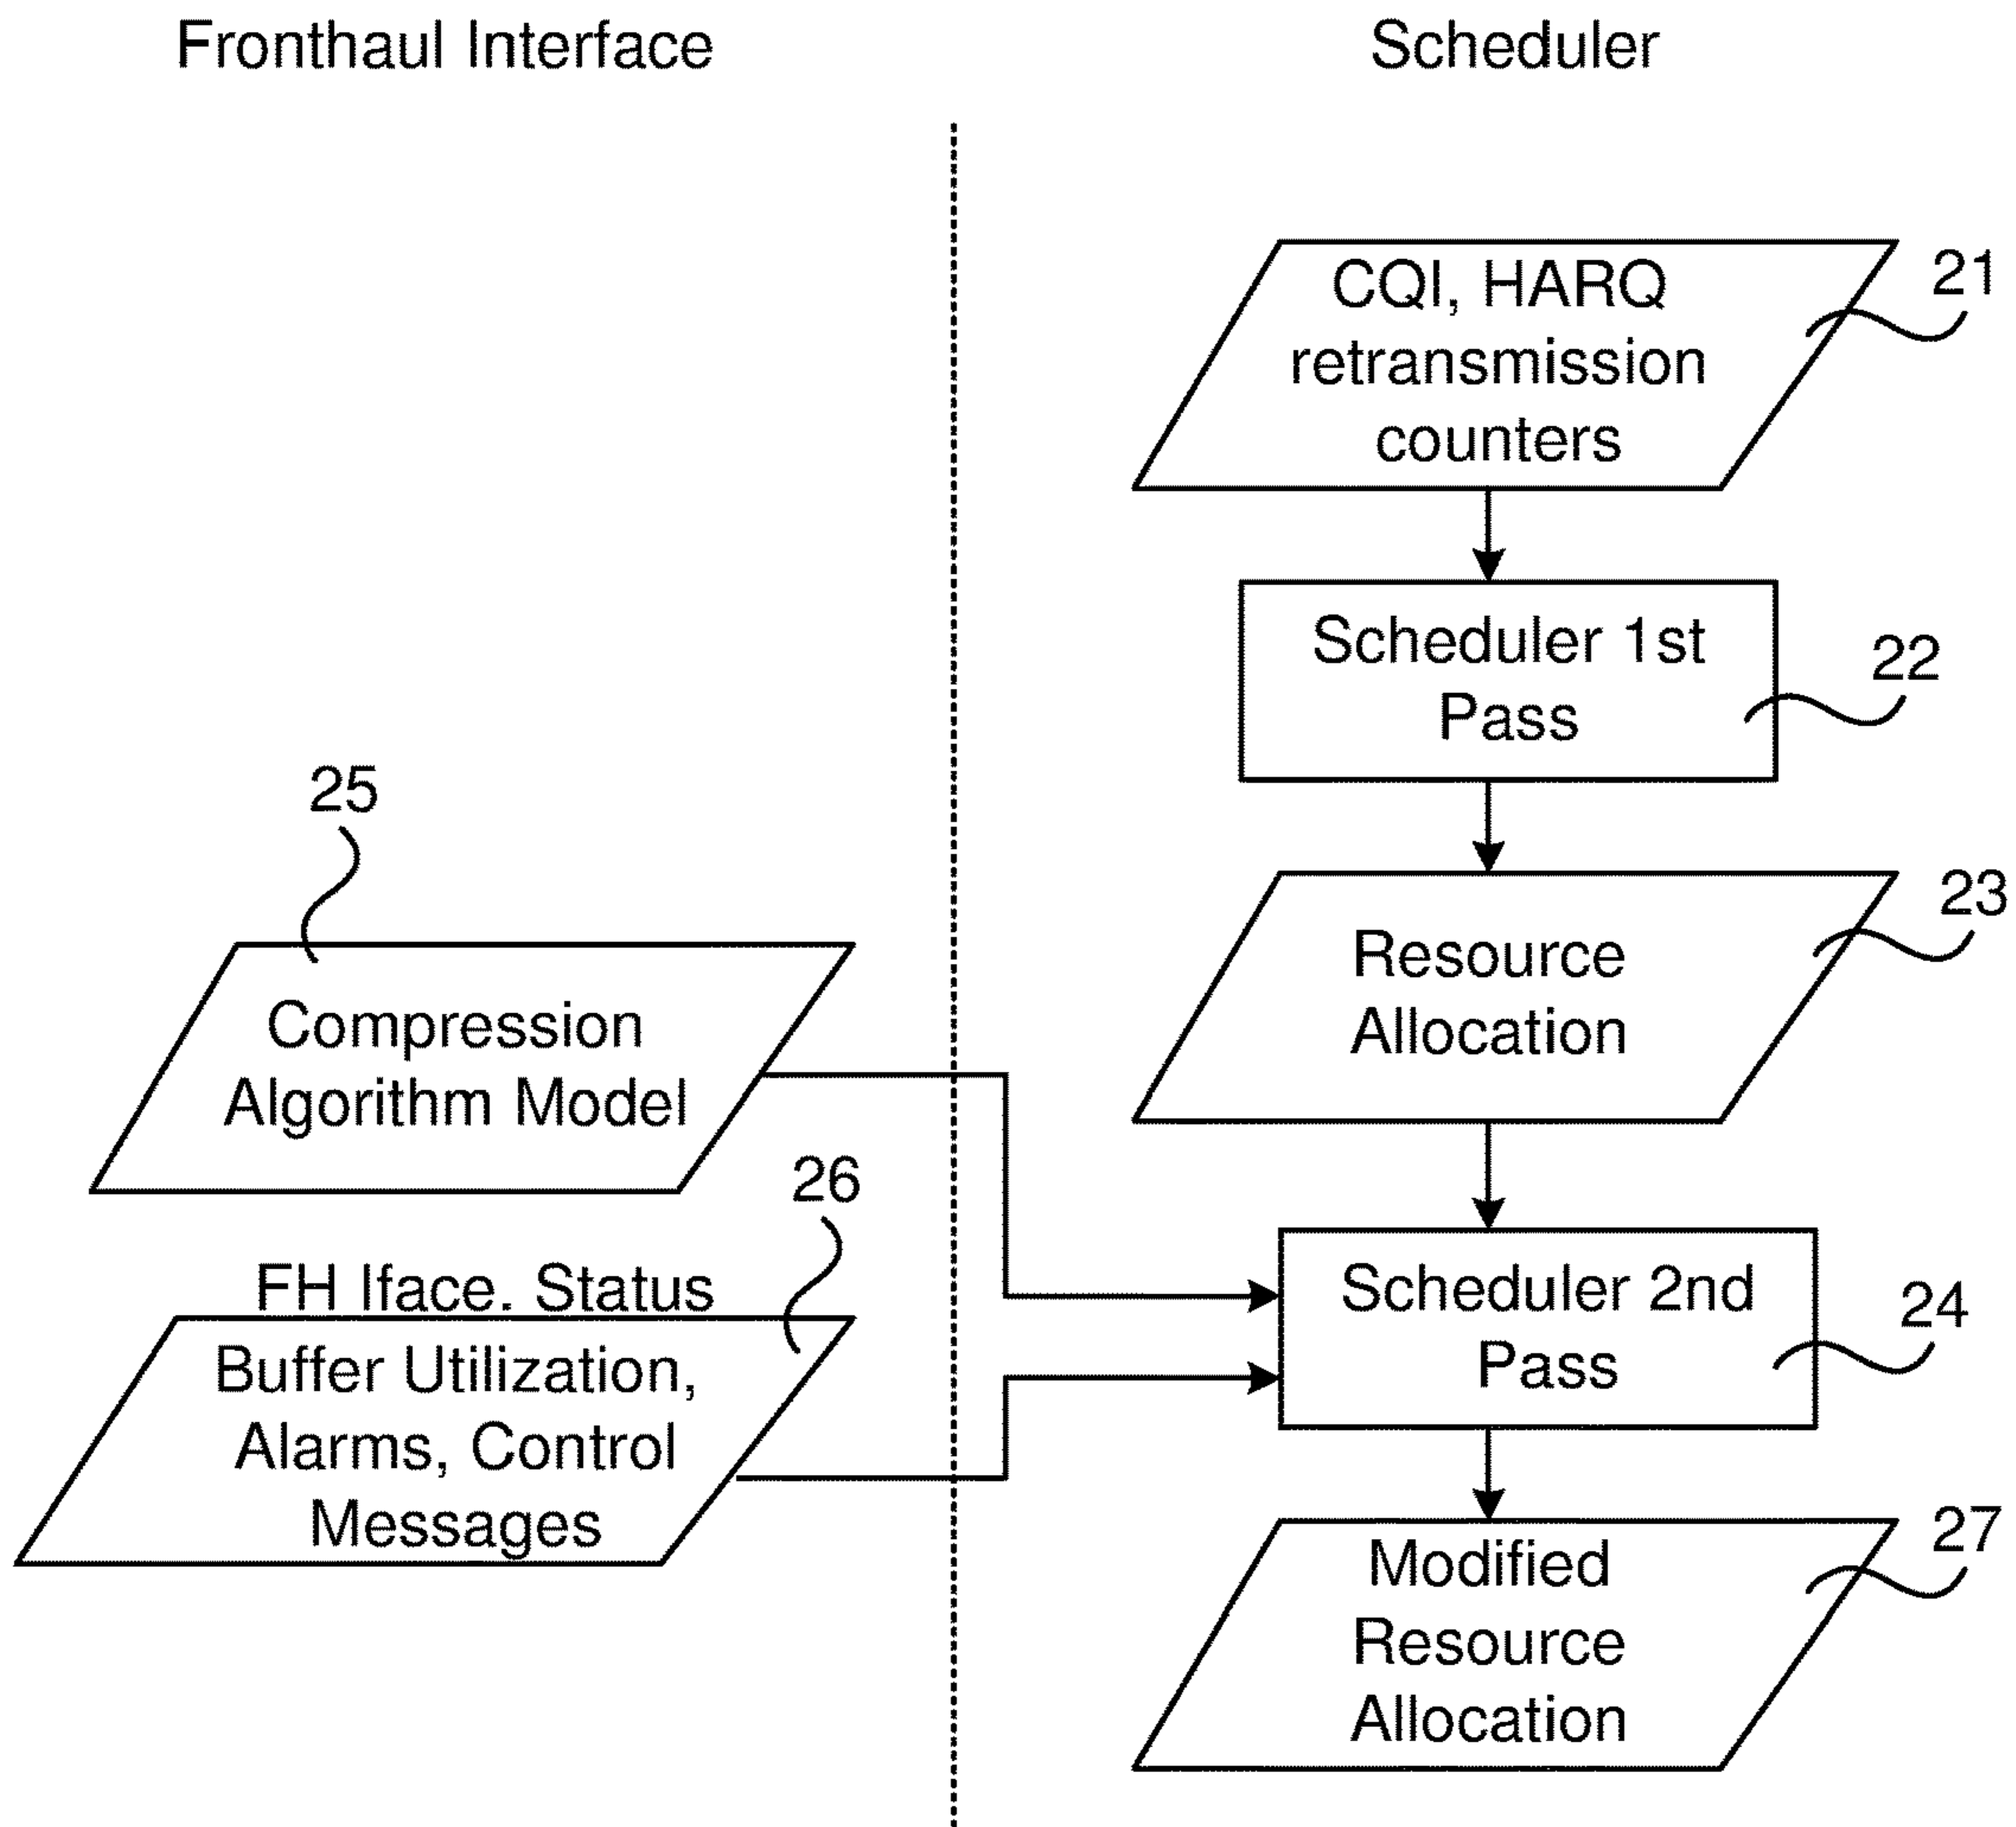 Fronthaul Interface
Scheduler
CQI, HARQ
retransmission
counters
21
Scheduler 1st
Pass
22
25
Resource
Allocation
23
Compression
Algorithm Model
26
FH Iface. Status
Buffer Utilization,
Alarms, Control
Messages
Scheduler 2nd
Pass
24
Modified
Resource
Allocation
27